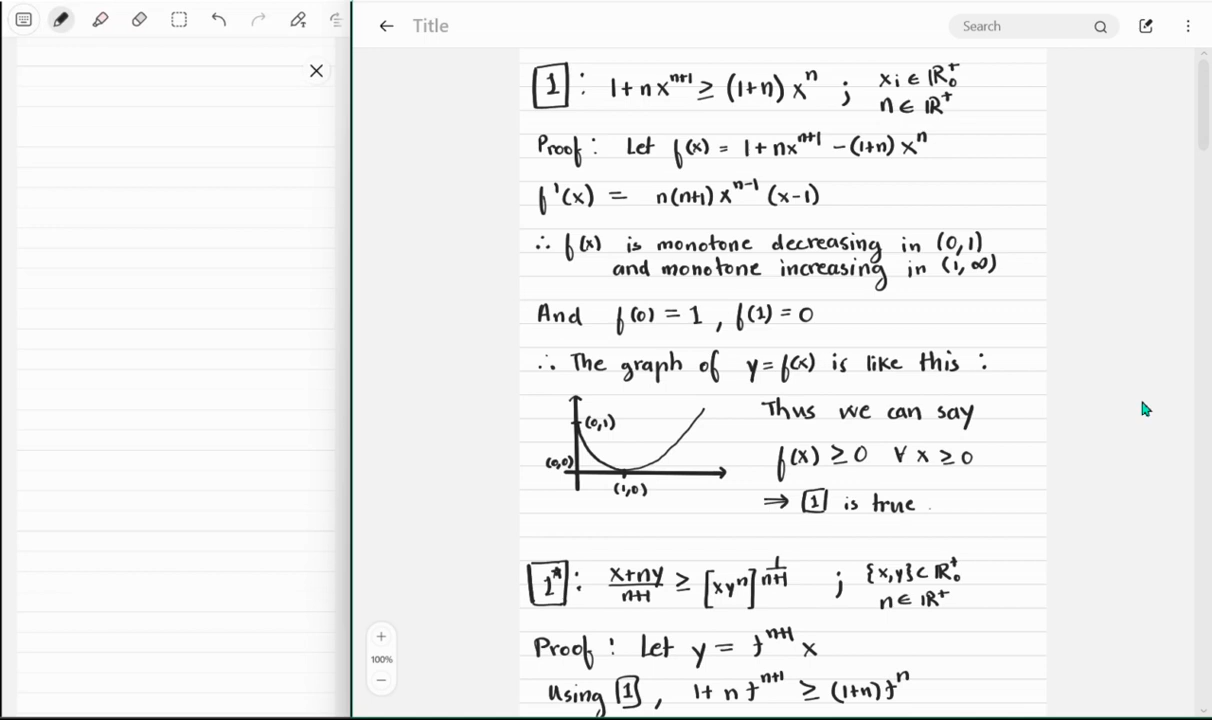 Title
Search
1 : 1 + n x^{n+1} ≥ (1+n) x^n ; xi ∈ ℝ₀⁺
n ∈ ℝ⁺
Proof : Let f(x) = 1 + nx^{n+1} − (1+n) x^n
f'(x) = n(n+1) x^{n−1} (x−1)
∴ f(x) is monotone decreasing in (0,1)
and monotone increasing in (1,∞)
And f(0) = 1 , f(1) = 0
∴ The graph of y = f(x) is like this :
(0,1)
(0,0)
(1,0)
Thus we can say
f(x) ≥ 0 ∀ x ≥ 0
⇒ 1 is true .
1* : (x+ny)/(n+1) ≥ [xy^n]^{1/(n+1)} ; {x,y} ⊂ ℝ₀⁺
n ∈ ℝ⁺
Proof : Let y = t^{n+1} x
Using 1 , 1 + n t^{n+1} ≥ (1+n) t^n
100%